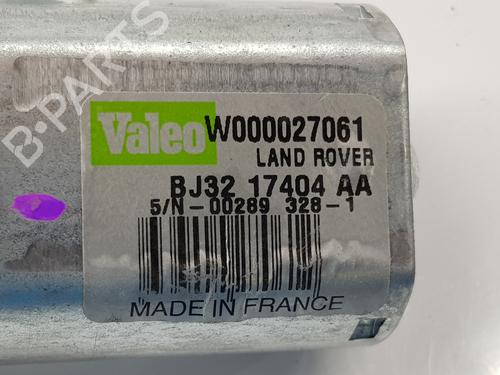 B-PARTS
Valeo W000027061
LAND ROVER
BJ32 17404 AA
S/N-00289 328-1
MADE IN FRANCE